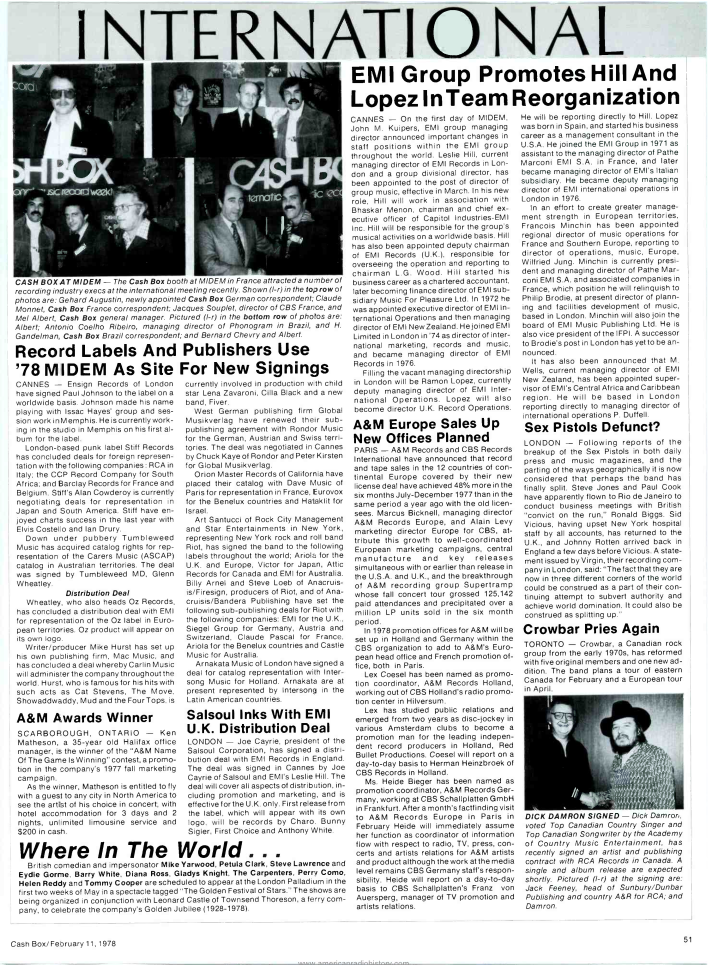 INTERNATIONAL
CASH BOX AT MIDEM — The Cash Box booth at MIDEM in France attracted a number of
recording industry execs at the international meeting recently. Shown (l-r) in the top row of
photos are: Gehard Augustin, newly appointed Cash Box German correspondent; Claude
Monnet, Cash Box France correspondent; Jacques Souplet, director of CBS France, and
Mel Albert, Cash Box general manager. Pictured (l-r) in the bottom row of photos are:
Albert; Antonio Coelho Ribeiro, managing director of Phonogram in Brazil, and H.
Gandelman, Cash Box Brazil correspondent; and Bernard Chevry and Albert.
Record Labels And Publishers Use
'78 MIDEM As Site For New Signings
CANNES — Ensign Records of London
have signed Paul Johnson to the label on a
worldwide basis. Johnson made his name
playing with Issac Hayes' group and ses-
sion work in Memphis. He is currently work-
ing in the studio in Memphis on his first al-
bum for the label.
London-based punk label Stiff Records
has concluded deals for foreign represen-
tation with the following companies: RCA in
Italy; the CCP Record Company for South
Africa; and Barclay Records for France and
Belgium. Stiff's Alan Cowderoy is currently
negotiating deals for representation in
Japan and South America. Stiff have en-
joyed charts success in the last year with
Elvis Costello and Ian Drury.
Down under pubbery Tumbleweed
Music has acquired catalog rights for rep-
resentation of the Carers Music (ASCAP)
catalog in Australian territories. The deal
was signed by Tumbleweed MD, Glenn
Wheatley.
Distribution Deal
Wheatley, who also heads Oz Records,
has concluded a distribution deal with EMI
for representation of the Oz label in Euro-
pean territories. Oz product will appear on
its own logo.
Writer/producer Mike Hurst has set up
his own publishing firm, Mac Music, and
has concluded a deal whereby Carlin Music
will administer the company throughout the
world. Hurst, who is famous for his hits with
such acts as Cat Stevens, The Move,
Showaddwaddy, Mud and the Four Tops, is
currently involved in production with child
star Lena Zavaroni, Cilla Black and a new
band, Fiver.
West German publishing firm Global
Musikverlag have renewed their sub-
publishing agreement with Rondor Music
for the German, Austrian and Swiss terri-
tories. The deal was negotiated in Cannes
by Chuck Kaye of Rondor and Peter Kirsten
for Global Musikverlag.
Orion Master Records of California have
placed their catalog with Dave Music of
Paris for representation in France, Eurovox
for the Benelux countries and Hataklit for
Israel.
Art Santucci of Rock City Management
and Star Entertainments in New York,
representing New York rock and roll band
Riot, has signed the band to the following
labels throughout the world; Ariola for the
U.K. and Europe, Victor for Japan, Attic
Records for Canada and EMI for Australia.
Billy Arnei and Steve Loeb of Anacrus-
is/Firesign, producers of Riot, and of Ana-
cruisis/Bandera Publishing have set the
following sub-publishing deals for Riot with
the following companies: EMI for the U.K.,
Siegel Group for Germany, Austria and
Switzerland, Claude Pascal for France,
Ariola for the Benelux countries and Castle
Music for Australia.
Arnakata Music of London have signed a
deal for catalog representation with Inter-
song Music for Holland. Arnakata are at
present represented by Intersong in the
Latin American countries.
A&M Awards Winner
SCARBOROUGH, ONTARIO — Ken
Matheson, a 35-year old Halifax office
manager, is the winner of the "A&M Name
Of The Game Is Winning" contest, a promo-
tion in the company's 1977 fall marketing
campaign.
As the winner, Matheson is entitled to fly
with a guest to any city in North America to
see the artist of his choice in concert, with
hotel accommodation for 3 days and 2
nights, unlimited limousine service and
$200 in cash.
Salsoul Inks With EMI
U.K. Distribution Deal
LONDON — Joe Cayrie, president of the
Salsoul Corporation, has signed a distri-
bution deal with EMI Records in England.
The deal was signed in Cannes by Joe
Cayrie of Salsoul and EMI's Leslie Hill. The
deal will cover all aspects of distribution, in-
cluding promotion and marketing, and is
effective for the U.K. only. First release from
the label, which will appear with its own
logo, will be records by Charo, Bunny
Sigler, First Choice and Anthony White.
Where In The World . . .
British comedian and impersonator Mike Yarwood, Petula Clark, Steve Lawrence and
Eydie Gorme, Barry White, Diana Ross, Gladys Knight, The Carpenters, Perry Como,
Helen Reddy and Tommy Cooper are scheduled to appear at the London Palladium in the
first two weeks of May in a spectacle tagged "The Golden Festival of Stars." The shows are
being organized in conjunction with Leonard Castle of Townsend Thoreson, a ferry com-
pany, to celebrate the company's Golden Jubilee (1928-1978).
EMI Group Promotes Hill And
Lopez In Team Reorganization
CANNES — On the first day of MIDEM,
John M. Kuipers, EMI group managing
director announced important changes in
staff positions within the EMI group
throughout the world. Leslie Hill, current
managing director of EMI Records in Lon-
don and a group divisional director, has
been appointed to the post of director of
group music, effective in March. In his new
role, Hill will work in association with
Bhaskar Menon, chairman and chief ex-
ecutive officer of Capitol Industries-EMI
Inc. Hill will be responsible for the group's
musical activities on a worldwide basis. Hill
has also been appointed deputy chairman
of EMI Records (U.K.), responsible for
overseeing the operation and reporting to
chairman L.G. Wood. Hill started his
business career as a chartered accountant,
later becoming finance director of EMI sub-
sidiary Music For Pleasure Ltd. In 1972 he
was appointed executive director of EMI In-
ternational Operations and then managing
director of EMI New Zealand. He joined EMI
Limited in London in '74 as director of inter-
national marketing, records and music,
and became managing director of EMI
Records in 1976.
Filling the vacant managing directorship
in London will be Ramon Lopez, currently
deputy managing director of EMI Inter-
national Operations. Lopez will also
become director U.K. Record Operations.
He will be reporting directly to Hill. Lopez
was born in Spain, and started his business
career as a management consultant in the
U.S.A. He joined the EMI Group in 1971 as
assistant to the managing director of Pathe
Marconi EMI S.A. in France, and later
became managing director of EMI's Italian
subsidiary. He became deputy managing
director of EMI international operations in
London in 1976.
In an effort to create greater manage-
ment strength in European territories,
Francois Minchin has been appointed
regional director of music operations for
France and Southern Europe, reporting to
director of operations, music, Europe,
Wilfried Jung. Minchin is currently presi-
dent and managing director of Pathe Mar-
coni EMI S.A. and associated companies in
France, which position he will relinquish to
Philip Brodie, at present director of plann-
ing and facilities development of music,
based in London. Minchin will also join the
board of EMI Music Publishing Ltd. He is
also vice president of the IFPI. A successor
to Brodie's post in London has yet to be an-
nounced.
It has also been announced that M.
Wells, current managing director of EMI
New Zealand, has been appointed super-
visor of EMI's Central Africa and Caribbean
region. He will be based in London
reporting directly to managing director of
international operations P. Duffell.
A&M Europe Sales Up
New Offices Planned
PARIS — A&M Records and CBS Records
International have announced that record
and tape sales in the 12 countries of con-
tinental Europe covered by their new
license deal have achieved 48% more in the
six months July-December 1977 than in the
same period a year ago with the old licen-
sees. Marcus Bicknell, managing director
A&M Records Europe, and Alain Levy
marketing director Europe for CBS, at-
tribute this growth to well-coordinated
European marketing campaigns, central
manufacture and key releases
simultaneous with or earlier than release in
the U.S.A. and U.K., and the breakthrough
of A&M recording group Supertramp
whose fall concert tour grossed 125,142
paid attendances and precipitated over a
million LP units sold in the six month
period.
In 1978 promotion offices for A&M will be
set up in Holland and Germany within the
CBS organization to add to A&M's Euro-
pean head office and French promotion of-
fice, both in Paris.
Lex Coesel has been named as promo-
tion coordinator, A&M Records Holland,
working out of CBS Holland's radio promo-
tion center in Hilversum.
Lex has studied public relations and
emerged from two years as disc-jockey in
various Amsterdam clubs to become a
promotion man for the leading indepen-
dent record producers in Holland, Red
Bullet Productions. Coesel will report on a
day-to-day basis to Herman Heinzbroek of
CBS Records in Holland.
Ms. Heide Bieger has been named as
promotion coordinator, A&M Records Ger-
many, working at CBS Schallplatten GmbH
in Frankfurt. After a month's factfinding visit
to A&M Records Europe in Paris in
February Heide will immediately assume
her function as coordinator of information
flow with respect to radio, TV, press, con-
certs and artists relations for A&M artists
and product although the work at the media
level remains CBS Germany staff's respon-
sibility. Heide will report on a day-to-day
basis to CBS Schallplatten's Franz von
Auersperg, manager of TV promotion and
artists relations.
Sex Pistols Defunct?
LONDON — Following reports of the
breakup of the Sex Pistols in both daily
press and music magazines, and the
parting of the ways geographically it is now
considered that perhaps the band has
finally split. Steve Jones and Paul Cook
have apparently flown to Rio de Janeiro to
conduct business meetings with British
"convict on the run," Ronald Biggs. Sid
Vicious, having upset New York hospital
staff by all accounts, has returned to the
U.K., and Johnny Rotten arrived back in
England a few days before Vicious. A state-
ment issued by Virgin, their recording com-
pany in London, said: "The fact that they are
now in three different corners of the world
could be construed as a part of their con-
tinuing attempt to subvert authority and
achieve world domination. It could also be
construed as splitting up."
Crowbar Pries Again
TORONTO — Crowbar, a Canadian rock
group from the early 1970s, has reformed
with five original members and one new ad-
dition. The band plans a tour of eastern
Canada for February and a European tour
in April.
DICK DAMRON SIGNED — Dick Damron,
voted Top Canadian Country Singer and
Top Canadian Songwriter by the Academy
of Country Music Entertainment, has
recently signed an artist and publishing
contract with RCA Records in Canada. A
single and album release are expected
shortly. Pictured (l-r) at the signing are:
Jack Feeney, head of Sunbury/Dunbar
Publishing and country A&R for RCA; and
Damron.
Cash Box/February 11, 1978
51
www.americanradiohistory.com